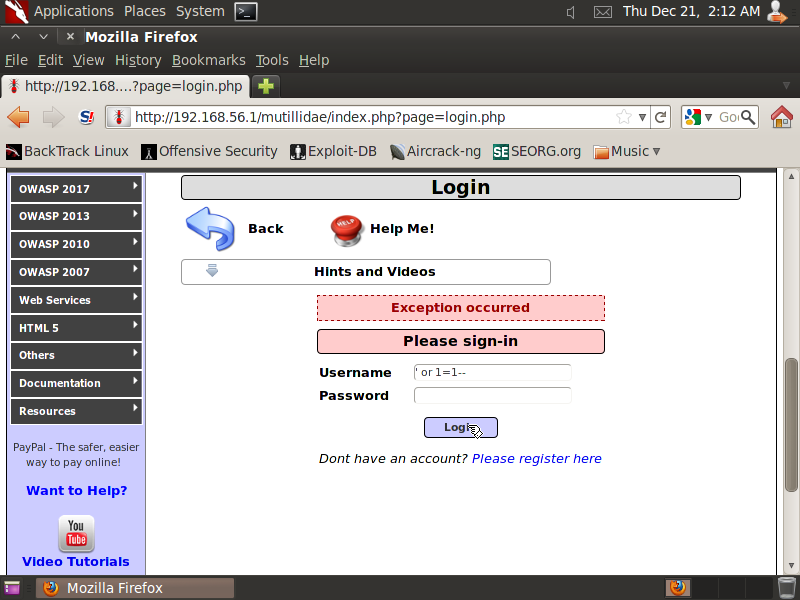 Applications Places System Thu Dec 21, 2:12 AM
Mozilla Firefox
File Edit View History Bookmarks Tools Help
http://192.168....?page=login.php
S! http://192.168.56.1/mutillidae/index.php?page=login.php
BackTrack Linux Offensive Security Exploit-DB Aircrack-ng SE SEORG.org Music
OWASP 2017
OWASP 2013
OWASP 2010
OWASP 2007
Web Services
HTML 5
Others
Documentation
Resources
PayPal - The safer, easier
way to pay online!
Want to Help?
You
Tube
Video Tutorials
Login
Back HELP Help Me!
Hints and Videos
Exception occurred
Please sign-in
Username ' or 1=1--
Password
Login
Dont have an account? Please register here
Mozilla Firefox